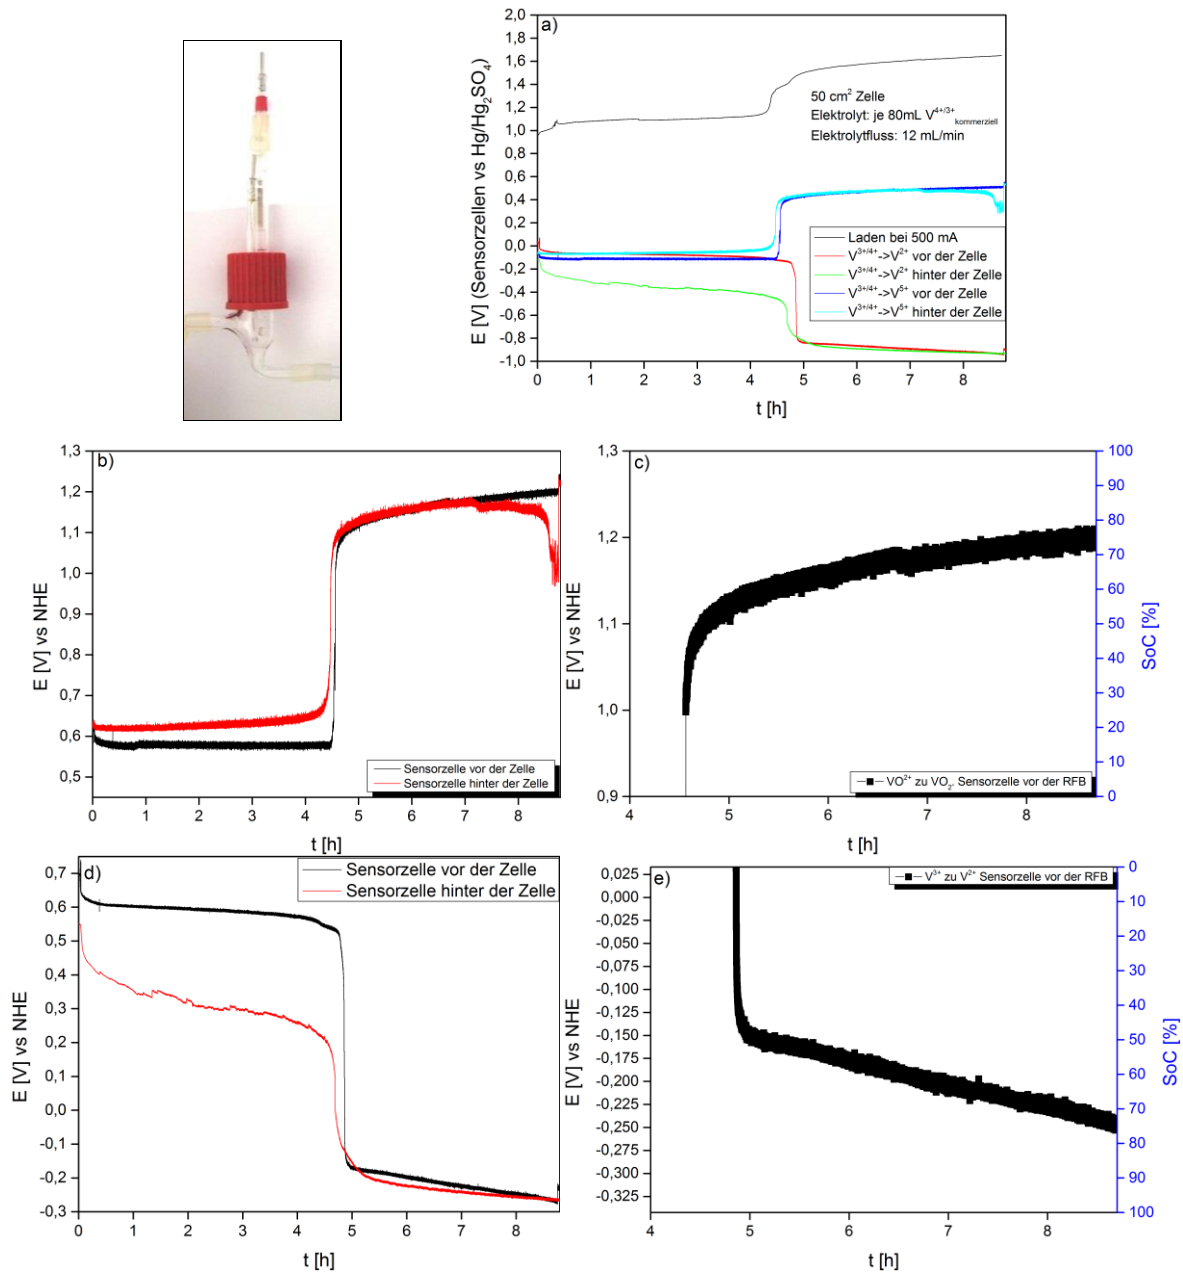 a)
2,0
1,8
1,6
1,4
1,2
1,0
0,8
0,6
0,4
0,2
0,0
-0,2
-0,4
-0,6
-0,8
-1,0
E [V] (Sensorzellen vs Hg/Hg2SO4)
50 cm² Zelle
Elektrolyt: je 80mL V4+/3+ kommerziell
Elektrolytfluss: 12 mL/min
Laden bei 500 mA
V3+/4+->V2+ vor der Zelle
V3+/4+->V2+ hinter der Zelle
V3+/4+->V5+ vor der Zelle
V3+/4+->V5+ hinter der Zelle
0 1 2 3 4 5 6 7 8
t [h]
b)
1,3
1,2
1,1
1,0
0,9
0,8
0,7
0,6
0,5
E [V] vs NHE
Sensorzelle vor der Zelle
Sensorzelle hinter der Zelle
0 1 2 3 4 5 6 7 8
t [h]
c)
1,3
1,2
1,1
1,0
0,9
E [V] vs NHE
100
90
80
70
60
50
40
30
20
10
0
SoC [%]
VO2+ zu VO2, Sensorzelle vor der RFB
4 5 6 7 8
t [h]
d)
0,7
0,6
0,5
0,4
0,3
0,2
0,1
0,0
-0,1
-0,2
-0,3
E [V] vs NHE
Sensorzelle vor der Zelle
Sensorzelle hinter der Zelle
0 1 2 3 4 5 6 7 8
t [h]
e)
0,025
0,000
-0,025
-0,050
-0,075
-0,100
-0,125
-0,150
-0,175
-0,200
-0,225
-0,250
-0,275
-0,300
-0,325
E [V] vs NHE
V3+ zu V2+ Sensorzelle vor der RFB
0
10
20
30
40
50
60
70
80
90
100
SoC [%]
4 5 6 7 8
t [h]